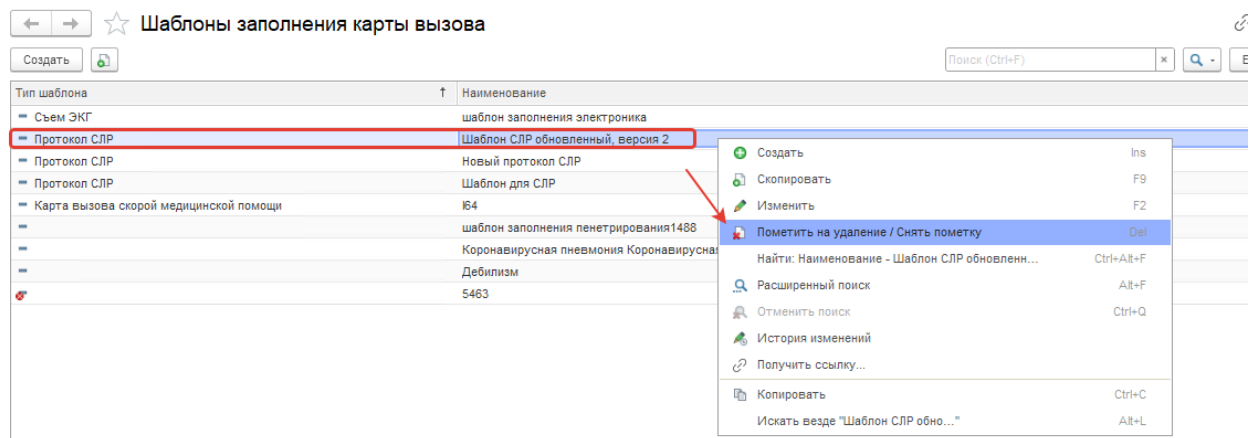 Шаблоны заполнения карты вызова
Создать
Поиск (Ctrl+F)
Тип шаблона ↑ Наименование
Съем ЭКГ шаблон заполнения электроника
Протокол СЛР Шаблон СЛР обновленный, версия 2
Протокол СЛР Новый протокол СЛР
Протокол СЛР Шаблон для СЛР
Карта вызова скорой медицинской помощи I64
шаблон заполнения пенетрирования1488
Коронавирусная пневмония Коронавирусная
Дебилизм
5463
Создать Ins
Скопировать F9
Изменить F2
Пометить на удаление / Снять пометку Del
Найти: Наименование - Шаблон СЛР обновленн... Ctrl+Alt+F
Расширенный поиск Alt+F
Отменить поиск Ctrl+Q
История изменений
Получить ссылку...
Копировать Ctrl+C
Искать везде "Шаблон СЛР обно..." Alt+L